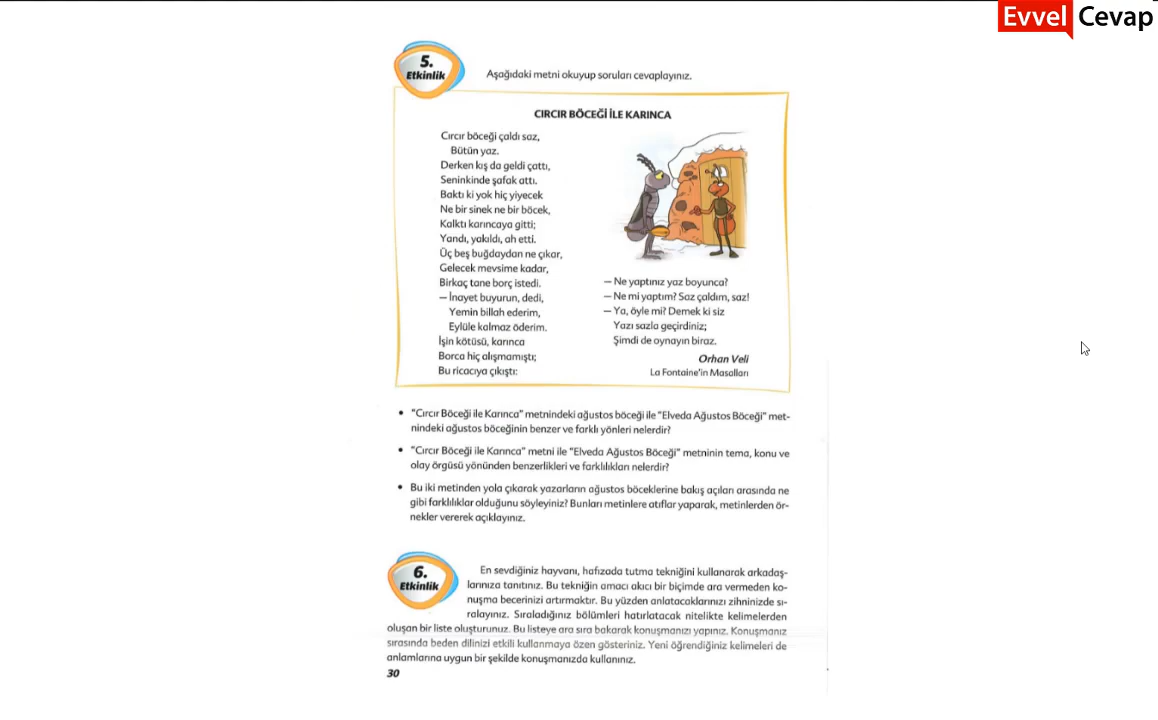 Evvel Cevap
5.
Etkinlik
Aşağıdaki metni okuyup soruları cevaplayınız.
CIRCIR BÖCEĞİ İLE KARINCA
Cırcır böceği çaldı saz,
Bütün yaz.
Derken kış da geldi çattı,
Seninkinde şafak attı.
Baktı ki yok hiç yiyecek
Ne bir sinek ne bir böcek,
Kalktı karıncaya gitti;
Yandı, yakıldı, ah etti.
Üç beş buğdaydan ne çıkar,
Gelecek mevsime kadar,
Birkaç tane borç istedi.
— İnayet buyurun, dedi,
Yemin billah ederim,
Eylüle kalmaz öderim.
İşin kötüsü, karınca
Borca hiç alışmamıştı;
Bu ricacıya çıkıştı:
— Ne yaptınız yaz boyunca?
— Ne mi yaptım? Saz çaldım, saz!
— Ya, öyle mi? Demek ki siz
Yazı sazla geçirdiniz;
Şimdi de oynayın biraz.
Orhan Veli
La Fontaine'in Masalları
• "Cırcır Böceği ile Karınca" metnindeki ağustos böceği ile "Elveda Ağustos Böceği" met-
nindeki ağustos böceğinin benzer ve farklı yönleri nelerdir?
• "Cırcır Böceği ile Karınca" metni ile "Elveda Ağustos Böceği" metninin tema, konu ve
olay örgüsü yönünden benzerlikleri ve farklılıkları nelerdir?
• Bu iki metinden yola çıkarak yazarların ağustos böceklerine bakış açıları arasında ne
gibi farklılıklar olduğunu söyleyiniz? Bunları metinlere atıflar yaparak, metinlerden ör-
nekler vererek açıklayınız.
6.
Etkinlik
En sevdiğiniz hayvanı, hafızada tutma tekniğini kullanarak arkadaş-
larınıza tanıtınız. Bu tekniğin amacı akıcı bir biçimde ara vermeden ko-
nuşma becerinizi artırmaktır. Bu yüzden anlatacaklarınızı zihninizde sı-
ralayınız. Sıraladığınız bölümleri hatırlatacak nitelikte kelimelerden
oluşan bir liste oluşturunuz. Bu listeye ara sıra bakarak konuşmanızı yapınız. Konuşmanız
sırasında beden dilinizi etkili kullanmaya özen gösteriniz. Yeni öğrendiğiniz kelimeleri de
anlamlarına uygun bir şekilde konuşmanızda kullanınız.
30